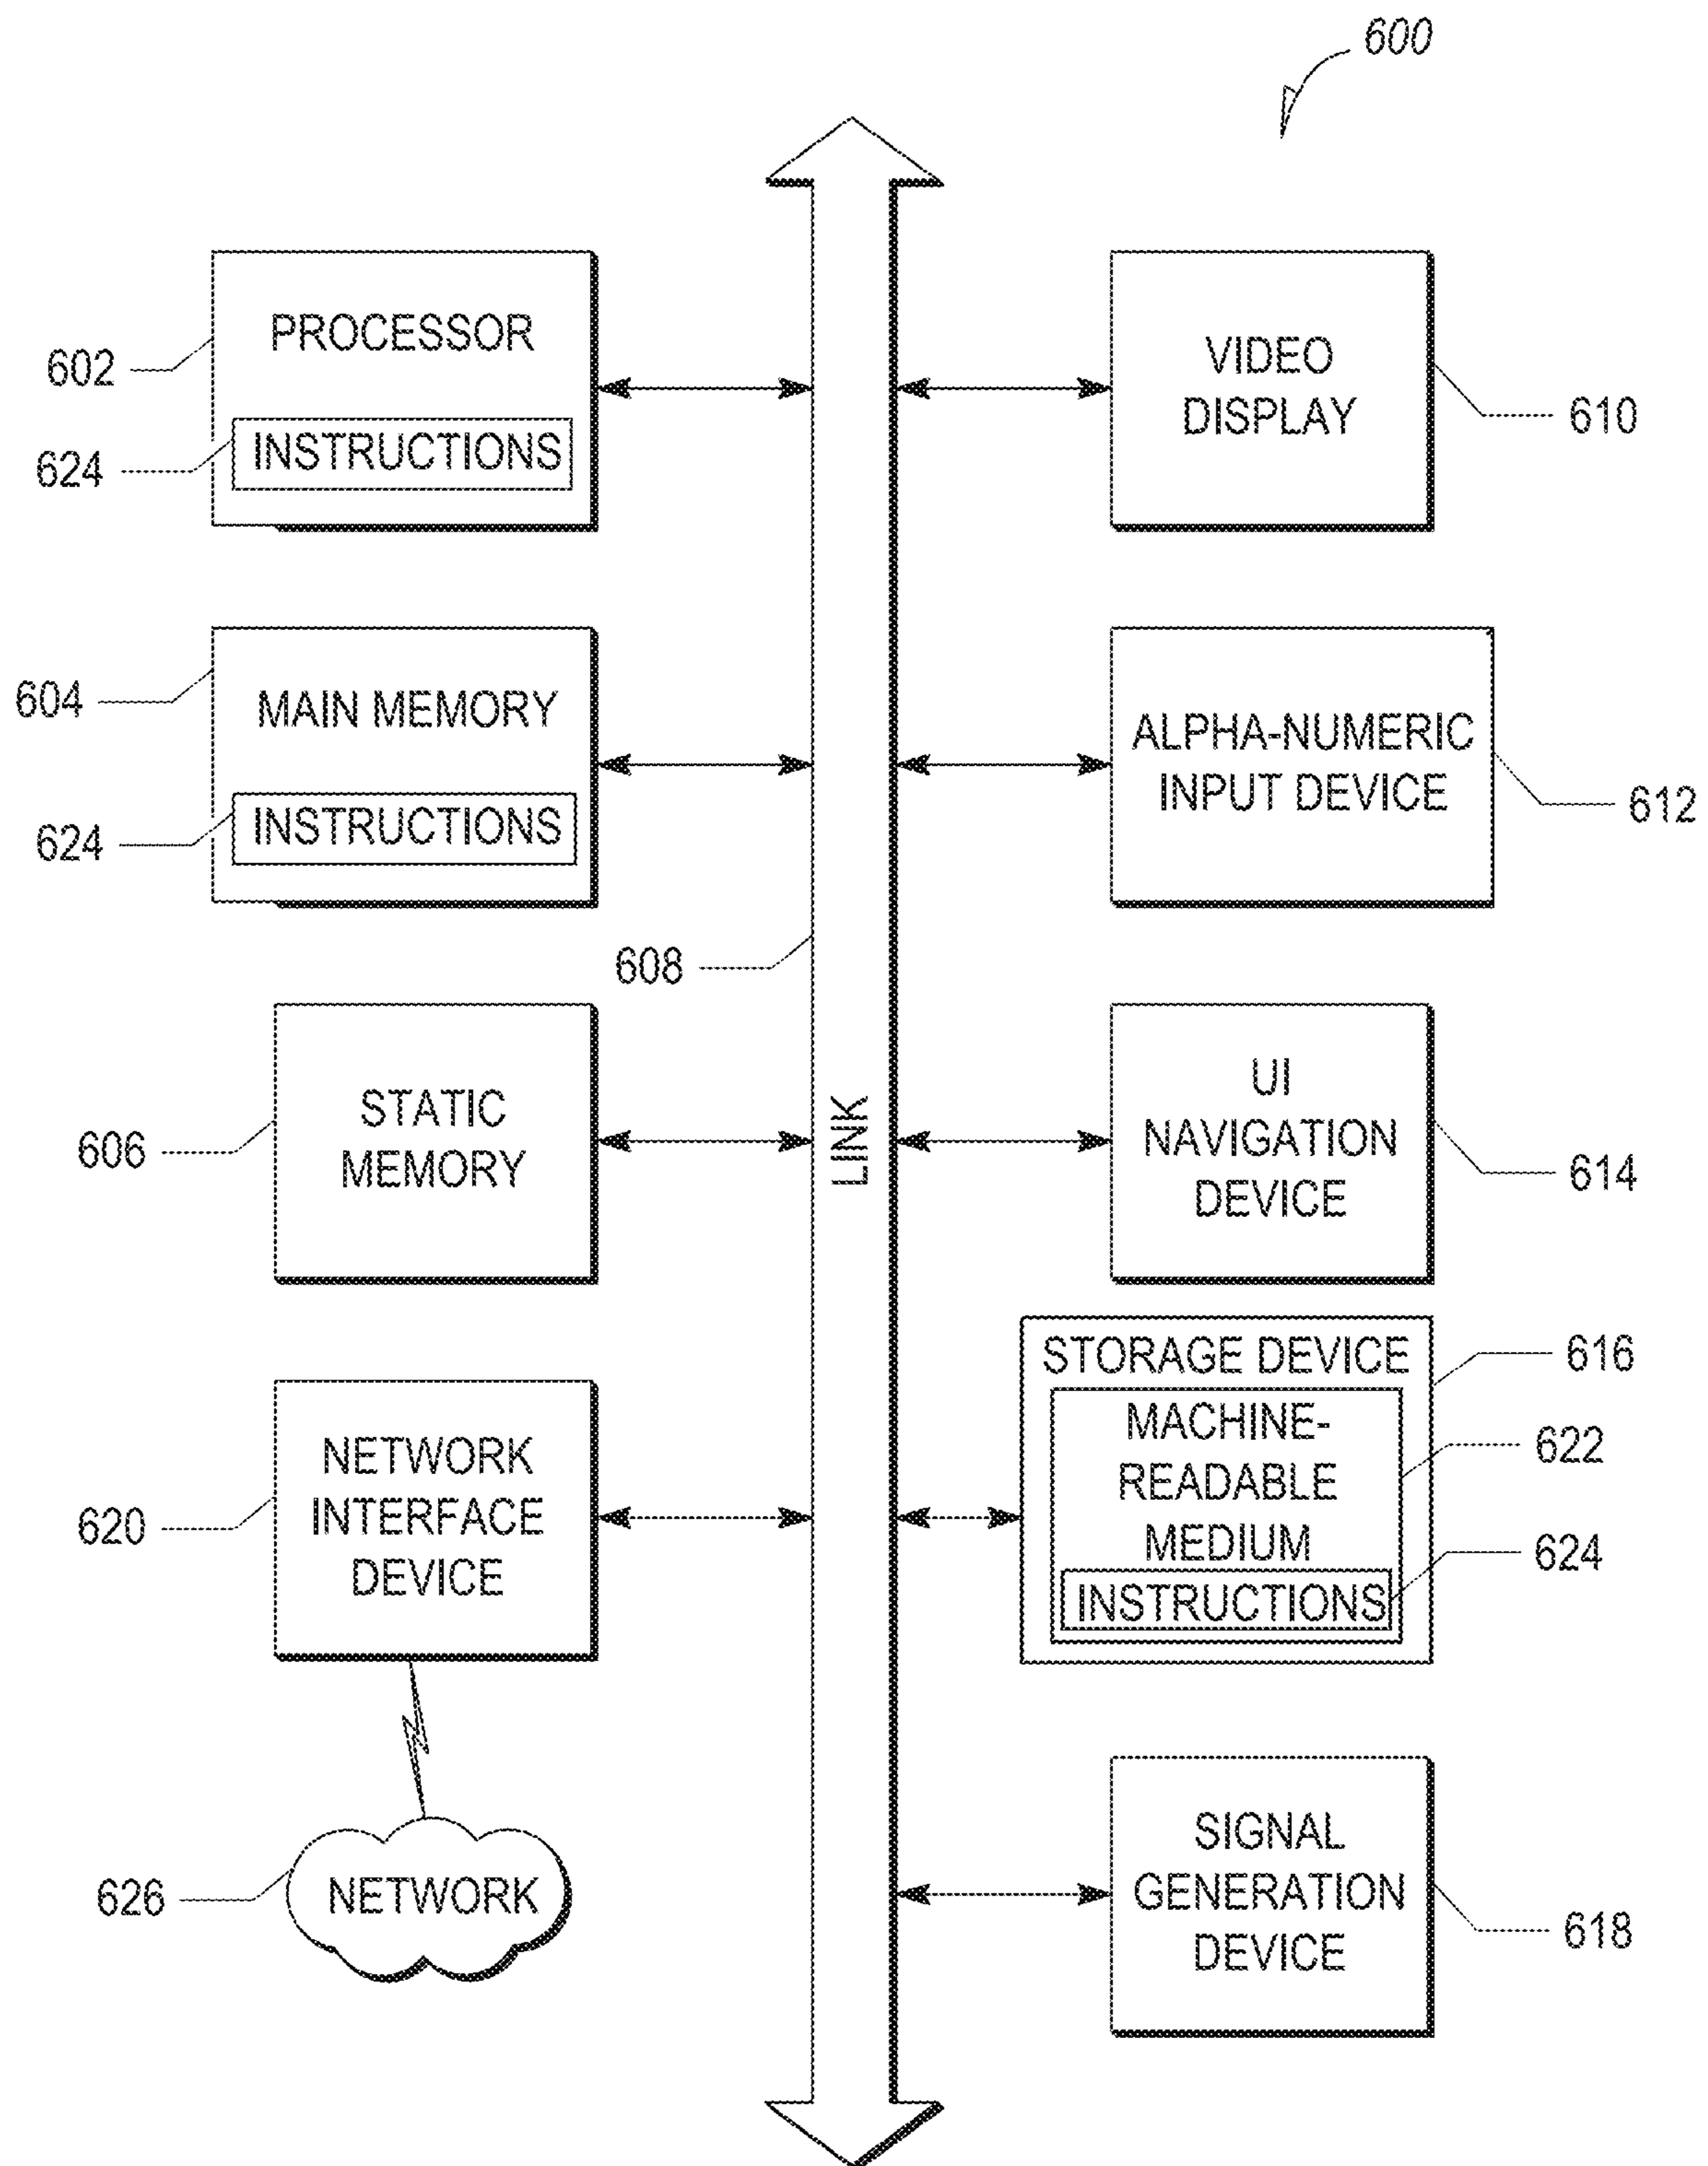 600
PROCESSOR
602
INSTRUCTIONS
624
VIDEO
DISPLAY
610
MAIN MEMORY
604
INSTRUCTIONS
624
ALPHA-NUMERIC
INPUT DEVICE
612
608
LINK
STATIC
MEMORY
606
UI
NAVIGATION
DEVICE
614
NETWORK
INTERFACE
DEVICE
620
STORAGE DEVICE
616
MACHINE-
READABLE
MEDIUM
622
INSTRUCTIONS
624
NETWORK
626
SIGNAL
GENERATION
DEVICE
618